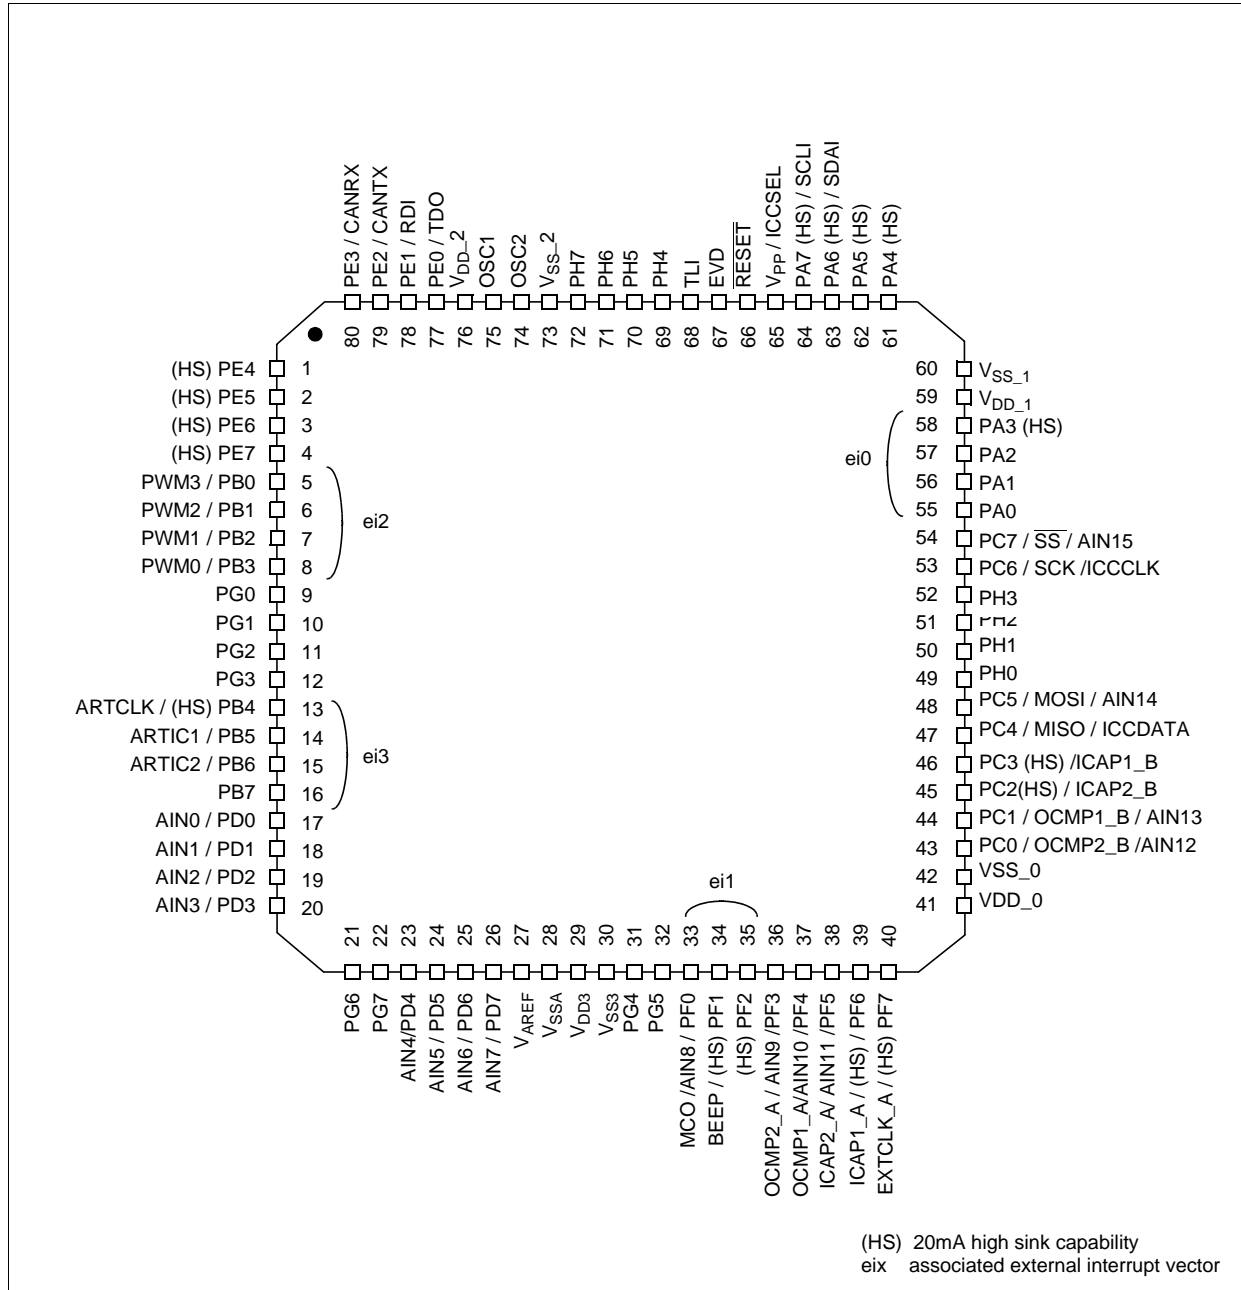 PE3 / CANRX
PE2 / CANTX
PE1 / RDI
PE0 / TDO
VDD_2
OSC1
OSC2
VSS_2
PH7
PH6
PH5
PH4
TLI
EVD
RESET
VPP / ICCSEL
PA7 (HS) / SCLI
PA6 (HS) / SDAI
PA5 (HS)
PA4 (HS)
80
79
78
77
76
75
74
73
72
71
70
69
68
67
66
65
64
63
62
61
(HS) PE4 1
(HS) PE5 2
(HS) PE6 3
(HS) PE7 4
PWM3 / PB0 5
PWM2 / PB1 6
PWM1 / PB2 7
PWM0 / PB3 8
ei2
PG0 9
PG1 10
PG2 11
PG3 12
ARTCLK / (HS) PB4 13
ARTIC1 / PB5 14
ARTIC2 / PB6 15
PB7 16
ei3
AIN0 / PD0 17
AIN1 / PD1 18
AIN2 / PD2 19
AIN3 / PD3 20
60 VSS_1
59 VDD_1
58 PA3 (HS)
57 PA2
56 PA1
55 PA0
ei0
54 PC7 / SS / AIN15
53 PC6 / SCK /ICCCLK
52 PH3
51 PH2
50 PH1
49 PH0
48 PC5 / MOSI / AIN14
47 PC4 / MISO / ICCDATA
46 PC3 (HS) /ICAP1_B
45 PC2(HS) / ICAP2_B
44 PC1 / OCMP1_B / AIN13
43 PC0 / OCMP2_B /AIN12
42 VSS_0
41 VDD_0
ei1
21
22
23
24
25
26
27
28
29
30
31
32
33
34
35
36
37
38
39
40
PG6
PG7
AIN4/PD4
AIN5 / PD5
AIN6 / PD6
AIN7 / PD7
VAREF
VSSA
VDD3
VSS3
PG4
PG5
MCO /AIN8 / PF0
BEEP / (HS) PF1
(HS) PF2
OCMP2_A / AIN9 /PF3
OCMP1_A/AIN10 /PF4
ICAP2_A/ AIN11 /PF5
ICAP1_A / (HS) / PF6
EXTCLK_A / (HS) PF7
(HS) 20mA high sink capability
eix associated external interrupt vector